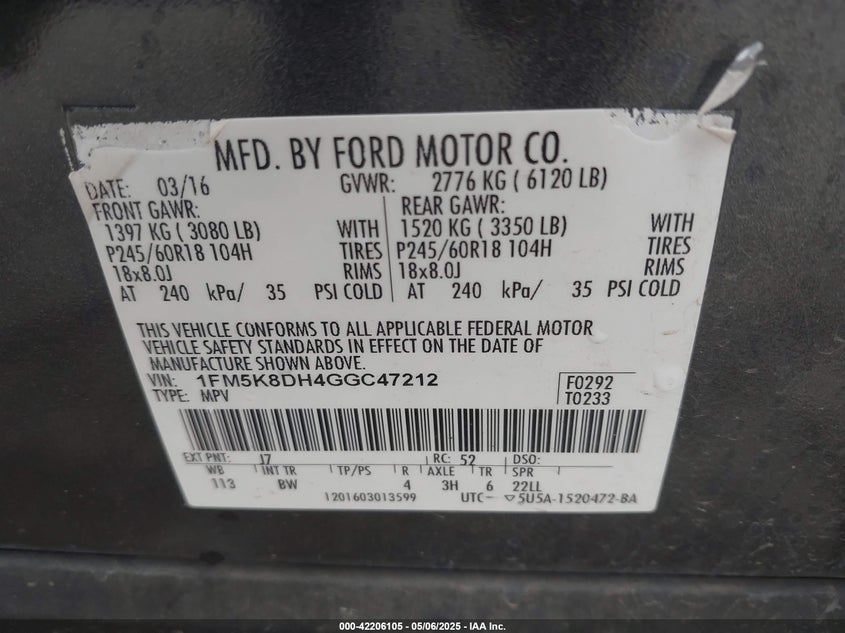 MFD. BY FORD MOTOR CO.
DATE: 03/16 GVWR: 2776 KG ( 6120 LB)
FRONT GAWR: REAR GAWR:
1397 KG ( 3080 LB) WITH 1520 KG ( 3350 LB) WITH
P245/60R18 104H TIRES P245/60R18 104H TIRES
18x8.0J RIMS 18x8.0J RIMS
AT 240 kPa/ 35 PSI COLD AT 240 kPa/ 35 PSI COLD
THIS VEHICLE CONFORMS TO ALL APPLICABLE FEDERAL MOTOR
VEHICLE SAFETY STANDARDS IN EFFECT ON THE DATE OF
MANUFACTURE SHOWN ABOVE.
VIN: 1FM5K8DH4GGC47212 F0292
TYPE: MPV T0233
EXT PNT: J7 RC: 52 DSO:
WB INT TR TP/PS R AXLE TR SPR
113 BW 4 3H 6 22LL
1201603013599 UTC- ▽5U5A-1520472-BA
000-42206105 - 05/06/2025 - IAA Inc.